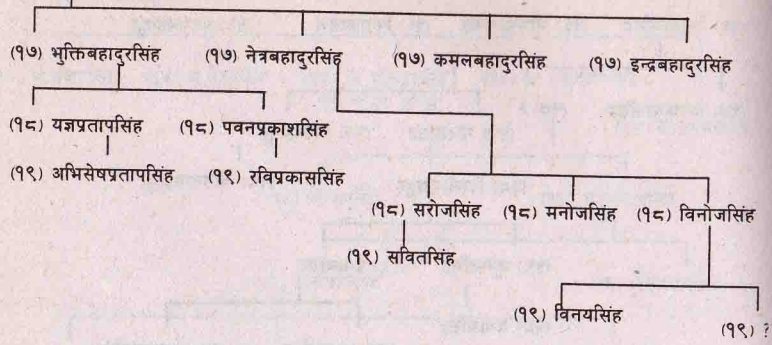 (१७) भुक्तिबहादुरसिंह (१७) नेत्रबहादुरसिंह (१७) कमलबहादुरसिंह (१७) इन्द्रबहादुरसिंह
(१८) यज्ञप्रतापसिंह (१८) पवनप्रकाशसिंह
(१९) अभिसेषप्रतापसिंह (१९) रविप्रकाससिंह
(१८) सरोजसिंह (१८) मनोजसिंह (१८) विनोजसिंह
(१९) सवितसिंह
(१९) विनयसिंह
(१९) ?